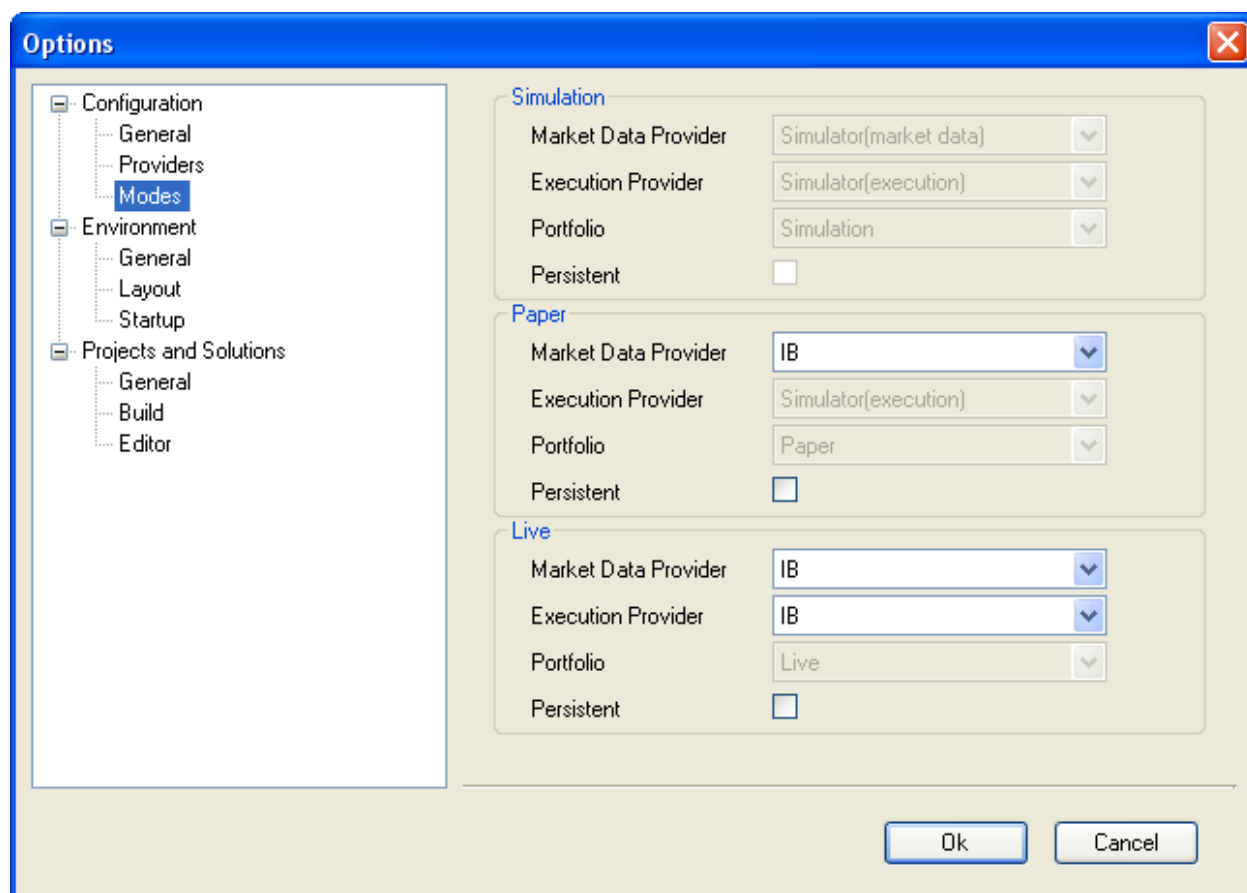 Options
Configuration
General
Providers
Modes
Environment
General
Layout
Startup
Projects and Solutions
General
Build
Editor
Simulation
Market Data Provider Simulator(market data)
Execution Provider Simulator(execution)
Portfolio Simulation
Persistent
Paper
Market Data Provider IB
Execution Provider Simulator(execution)
Portfolio Paper
Persistent
Live
Market Data Provider IB
Execution Provider IB
Portfolio Live
Persistent
Ok Cancel